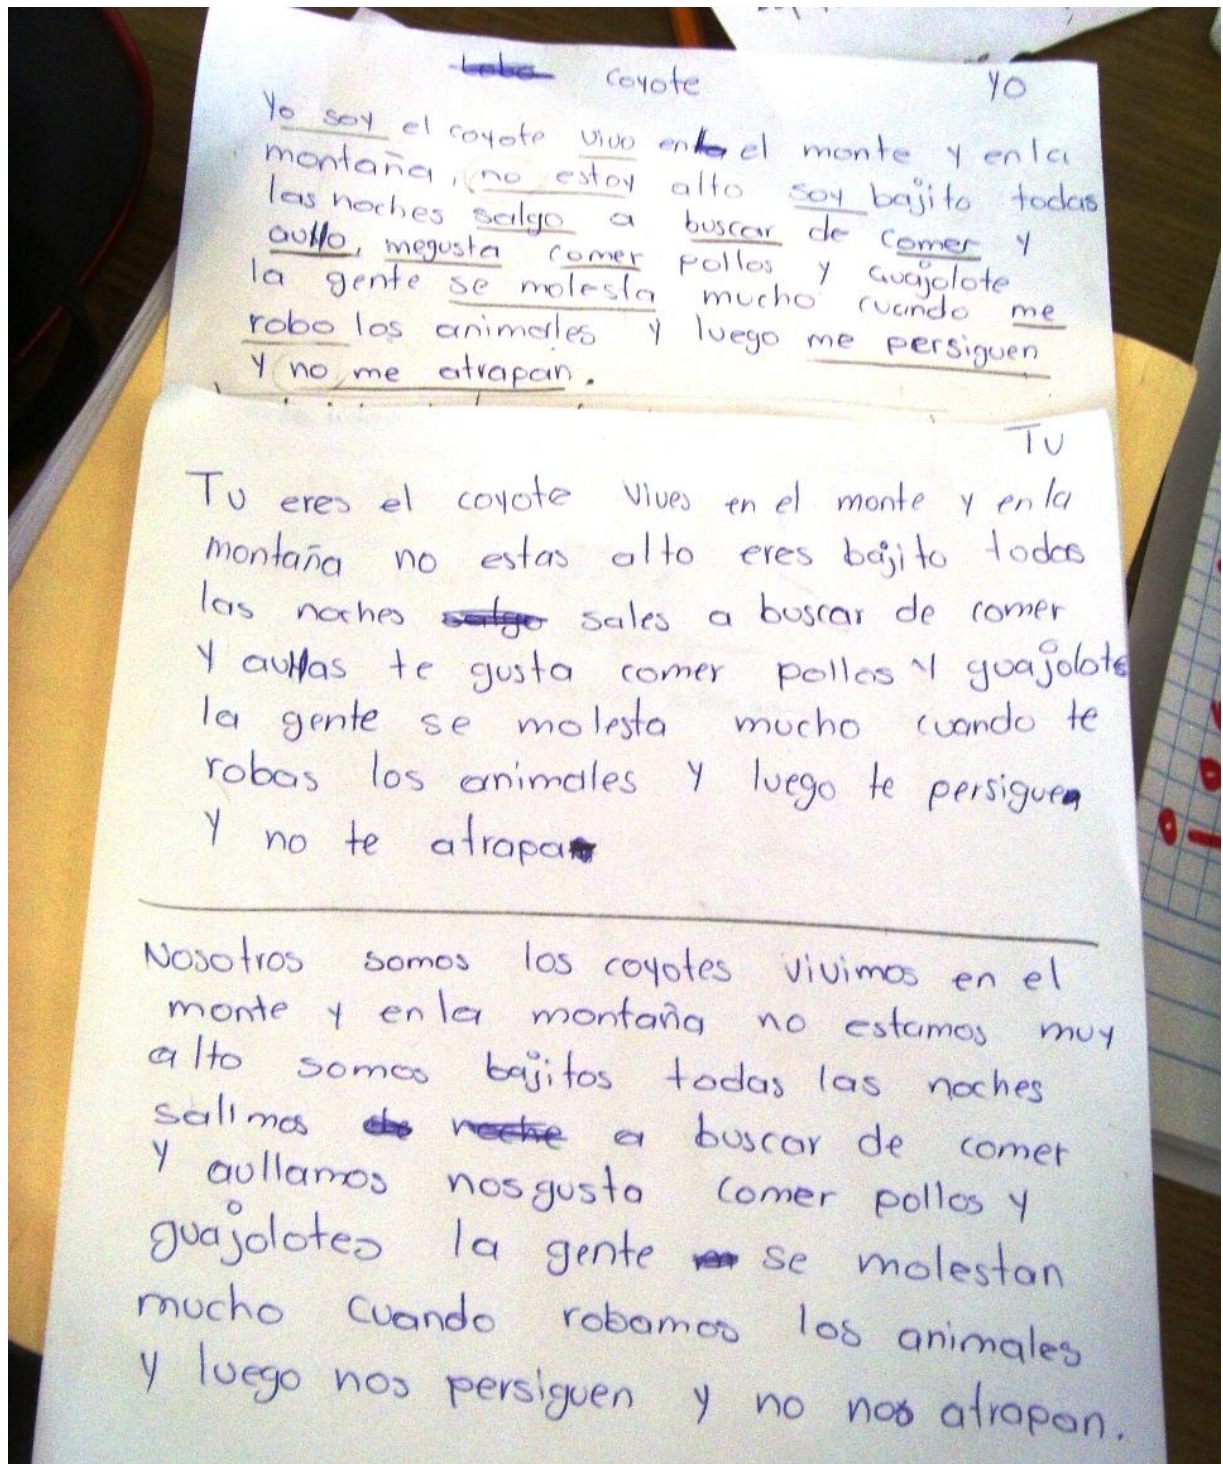 Coyote YO
Yo soy el coyote vivo en el monte y en la
montaña, no estoy alto soy bajito todas
las noches salgo a buscar de comer y
aullo, megusta comer pollos y Guajolote
la gente se molesta mucho cuando me
robo los animales y luego me persiguen
y no me atrapan.
TU
TU eres el coyote vives en el monte y en la
montaña no estas alto eres bajito todas
las noches sales a buscar de comer
y aullas te gusta comer pollos y guajolote
la gente se molesta mucho cuando te
robas los animales y luego te persiguen
y no te atrapan
Nosotros somos los coyotes vivimos en el
monte y en la montaña no estamos muy
alto somos bajitos todas las noches
salimos a buscar de comer
y aullamos nosgusta comer pollos y
guajolotes la gente se molestan
mucho cuando robamos los animales
y luego nos persiguen y no nos atrapan.